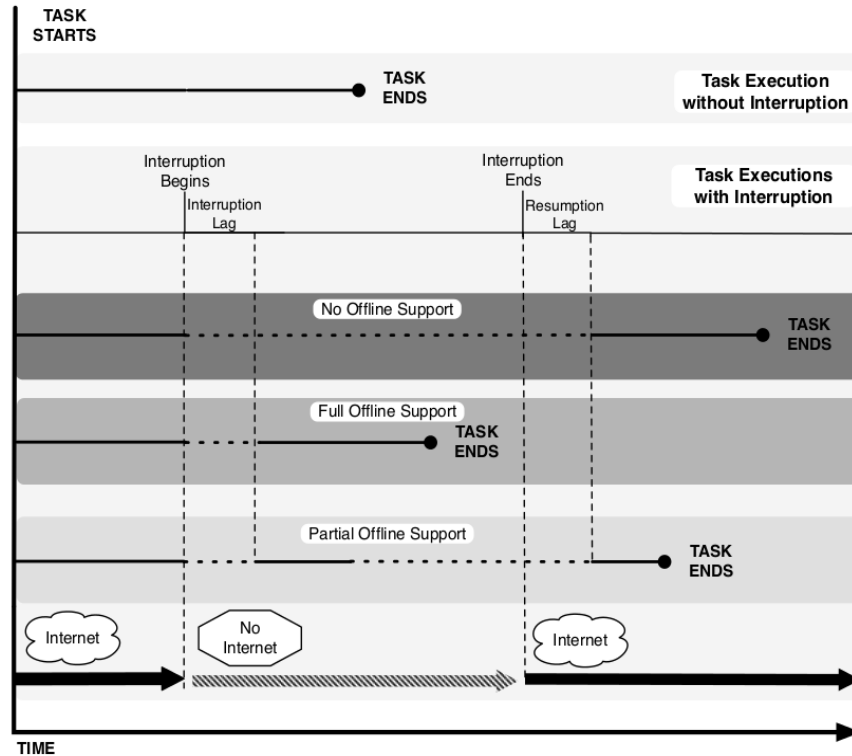 TASK
STARTS
TASK
ENDS
Task Execution
without Interruption
Interruption
Begins
Interruption
Ends
Task Executions
with Interruption
Interruption
Lag
Resumption
Lag
No Offline Support
TASK
ENDS
Full Offline Support
TASK
ENDS
Partial Offline Support
TASK
ENDS
Internet
No
Internet
Internet
TIME